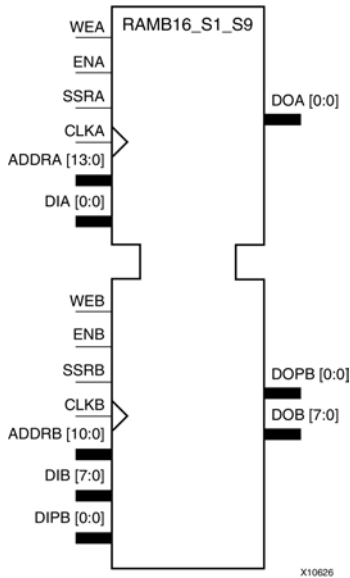 WEA
RAMB16_S1_S9
ENA
SSRA
DOA [0:0]
CLKA
ADDRA [13:0]
DIA [0:0]
WEB
ENB
SSRB
DOPB [0:0]
CLKB
DOB [7:0]
ADDRB [10:0]
DIB [7:0]
DIPB [0:0]
X10626